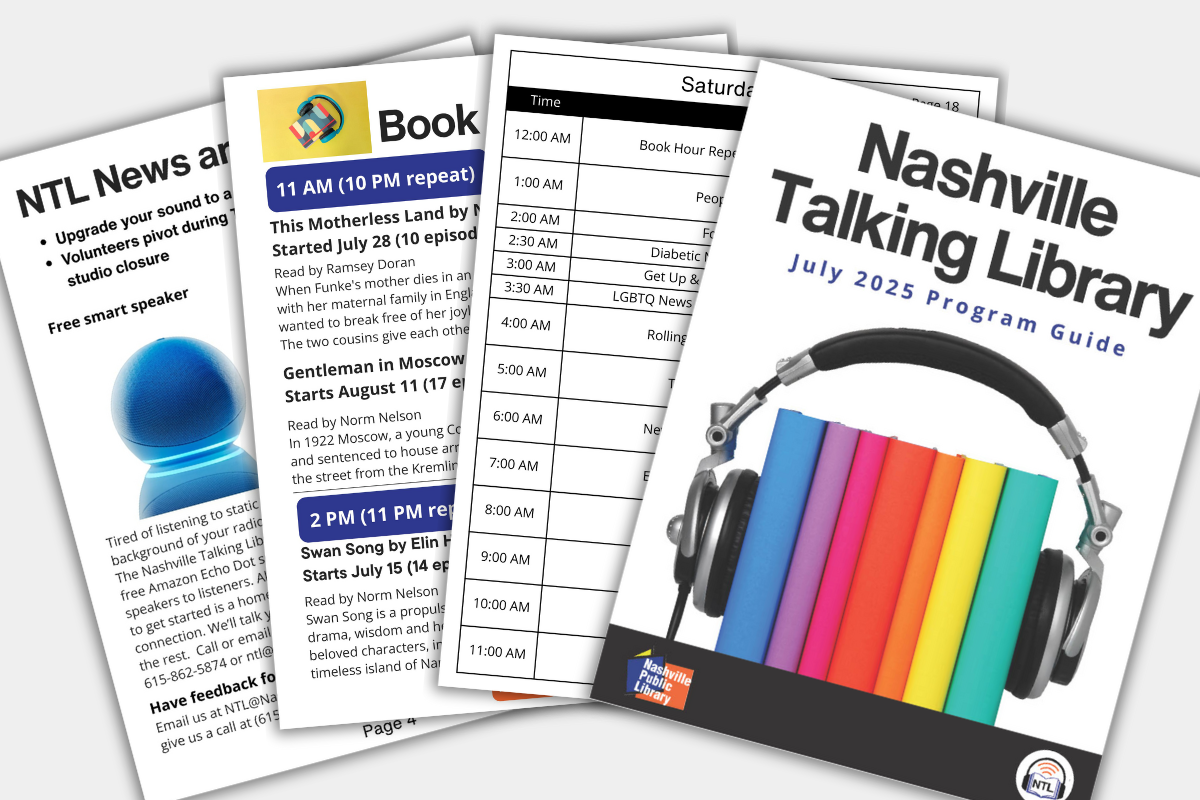 NTL News
Upgrade your sound to a
Volunteers pivot during
studio closure
Free smart speaker
Tired of listening to static
background of your radio
The Nashville Talking Lib
free Amazon Echo Dot s
speakers to listeners. Al
to get started is a home
connection. We'll talk y
the rest. Call or email
615-862-5874 or ntl@
Have feedback fo
Email us at NTL@Na
give us a call at (615
Page 4
Book
11 AM (10 PM repeat)
This Motherless Land by N
Started July 28 (10 episod
Read by Ramsey Doran
When Funke's mother dies in an
with her maternal family in Engl
wanted to break free of her joyl
The two cousins give each othe
Gentleman in Moscow
Starts August 11 (17 ep
Read by Norm Nelson
In 1922 Moscow, a young Co
and sentenced to house arr
the street from the Kremlin
2 PM (11 PM rep
Swan Song by Elin H
Starts July 15 (14 ep
Read by Norm Nelson
Swan Song is a propuls
drama, wisdom and he
beloved characters, in
timeless island of Nan
Saturda
Page 18
Time
12:00 AM Book Hour Repe
1:00 AM Peop
2:00 AM Fo
2:30 AM Diabetic
3:00 AM Get Up &
3:30 AM LGBTQ News
4:00 AM Rolling
5:00 AM T
6:00 AM Ne
7:00 AM
8:00 AM
9:00 AM
10:00 AM
11:00 AM
Nashville
Talking Library
July 2025 Program Guide
Nashville
Public
Library
NTL